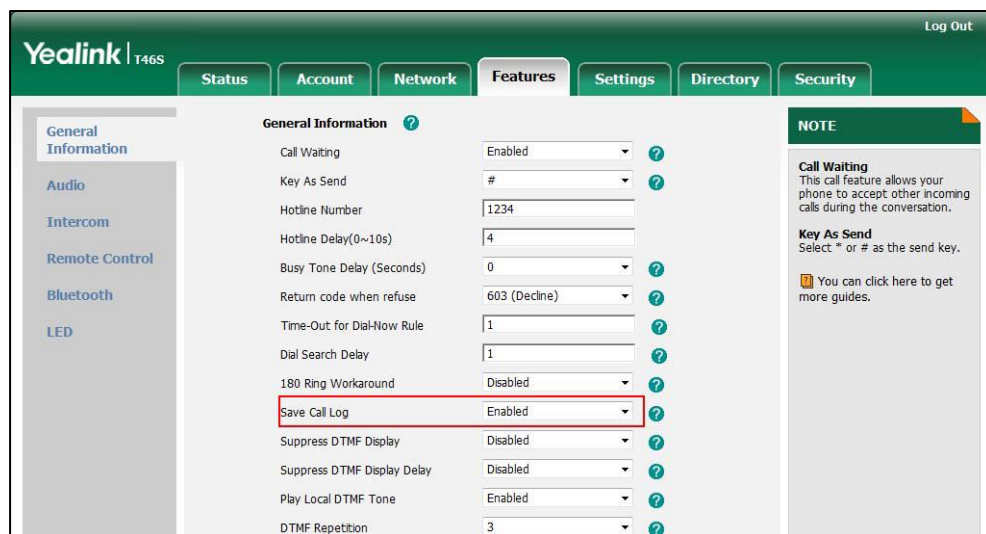 Log Out
Yealink | T46S
Status Account Network Features Settings Directory Security
General
Information
Audio
Intercom
Remote Control
Bluetooth
LED
General Information ?
Call Waiting Enabled ?
Key As Send # ?
Hotline Number 1234
Hotline Delay(0~10s) 4
Busy Tone Delay (Seconds) 0 ?
Return code when refuse 603 (Decline) ?
Time-Out for Dial-Now Rule 1 ?
Dial Search Delay 1 ?
180 Ring Workaround Disabled ?
Save Call Log Enabled ?
Suppress DTMF Display Disabled ?
Suppress DTMF Display Delay Disabled ?
Play Local DTMF Tone Enabled ?
DTMF Repetition 3 ?
NOTE
Call Waiting
This call feature allows your
phone to accept other incoming
calls during the conversation.
Key As Send
Select * or # as the send key.
? You can click here to get
more guides.